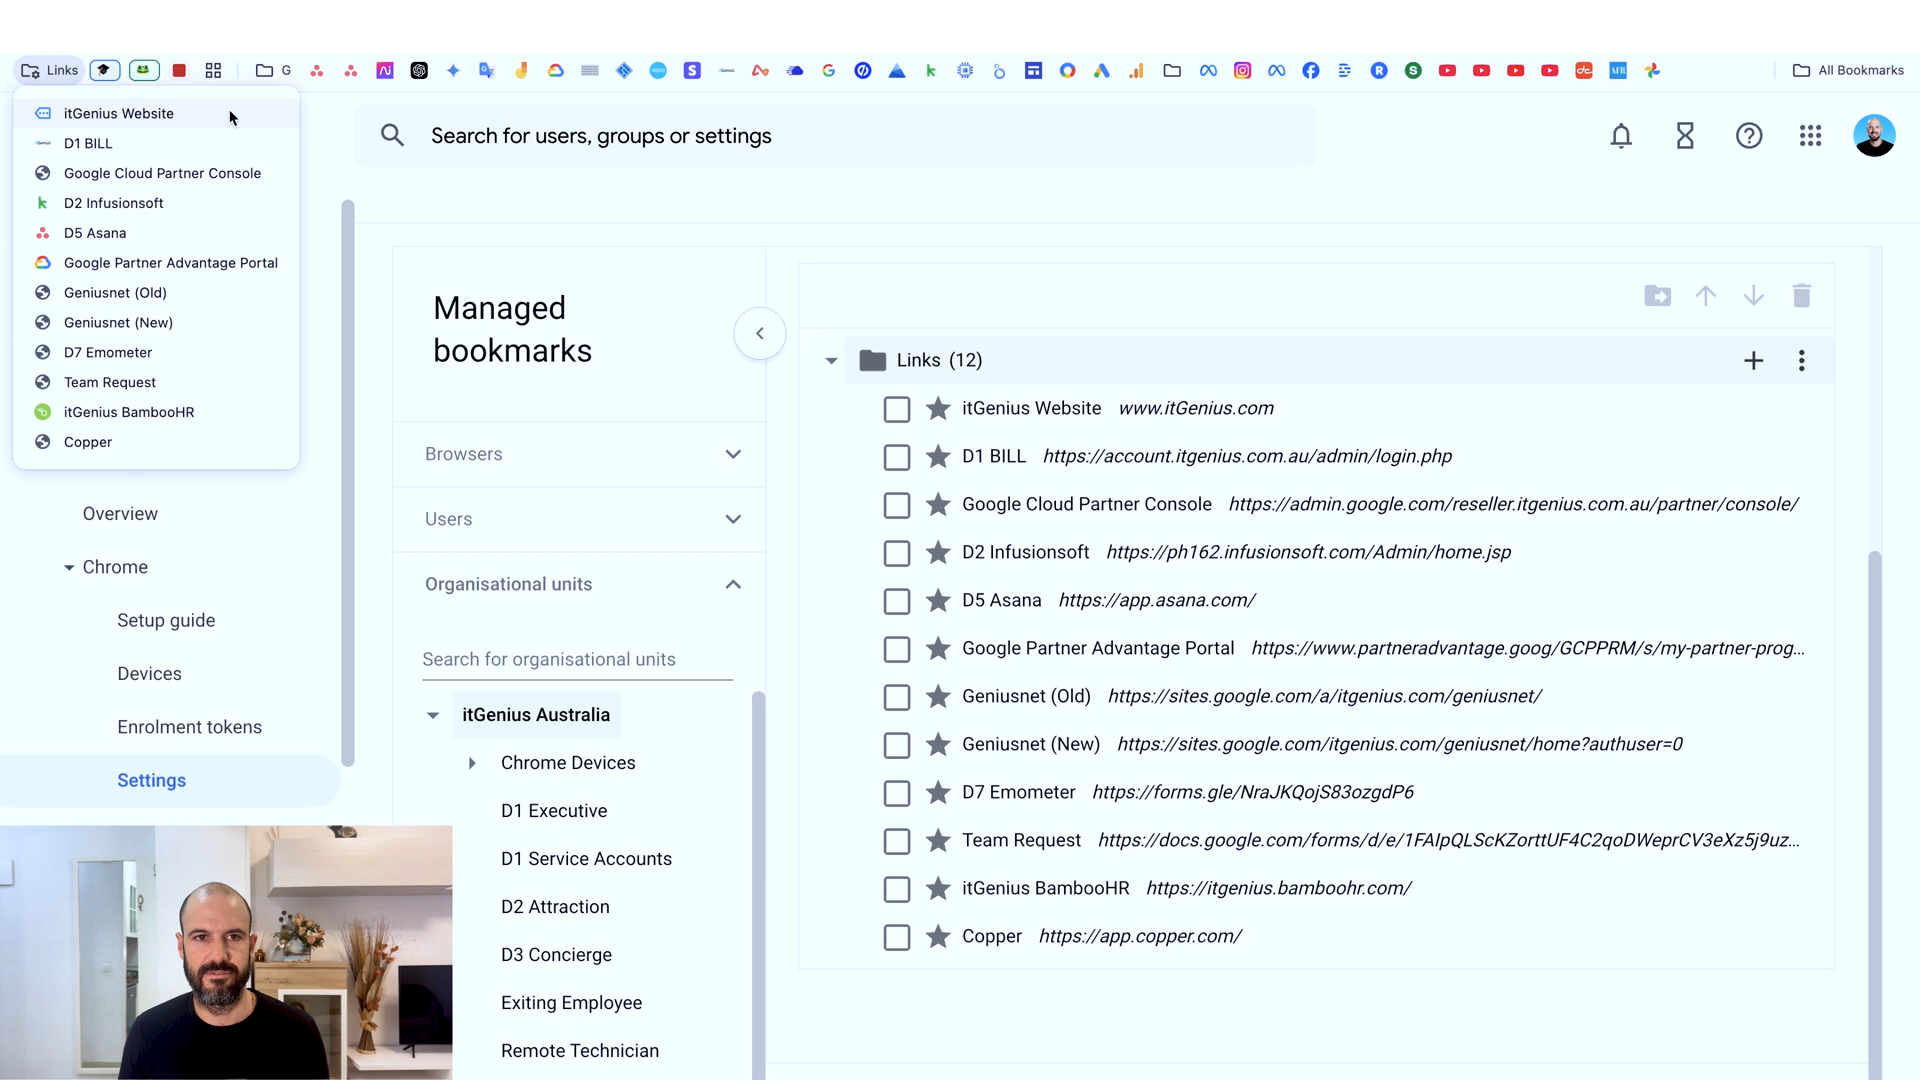 Links
G
All Bookmarks
itGenius Website
D1 BILL
Google Cloud Partner Console
D2 Infusionsoft
D5 Asana
Google Partner Advantage Portal
Geniusnet (Old)
Geniusnet (New)
D7 Emometer
Team Request
itGenius BambooHR
Copper
Search for users, groups or settings
Overview
Chrome
Setup guide
Devices
Enrolment tokens
Settings
Managed
bookmarks
Browsers
Users
Organisational units
Search for organisational units
itGenius Australia
Chrome Devices
D1 Executive
D1 Service Accounts
D2 Attraction
D3 Concierge
Exiting Employee
Remote Technician
Links (12)
itGenius Website www.itGenius.com
D1 BILL https://account.itgenius.com.au/admin/login.php
Google Cloud Partner Console https://admin.google.com/reseller.itgenius.com.au/partner/console/
D2 Infusionsoft https://ph162.infusionsoft.com/Admin/home.jsp
D5 Asana https://app.asana.com/
Google Partner Advantage Portal https://www.partneradvantage.goog/GCPPRM/s/my-partner-prog...
Geniusnet (Old) https://sites.google.com/a/itgenius.com/geniusnet/
Geniusnet (New) https://sites.google.com/itgenius.com/geniusnet/home?authuser=0
D7 Emometer https://forms.gle/NraJKQojS83ozgdP6
Team Request https://docs.google.com/forms/d/e/1FAIpQLScKZorttUF4C2qoDWeprCV3eXz5j9uz...
itGenius BambooHR https://itgenius.bamboohr.com/
Copper https://app.copper.com/